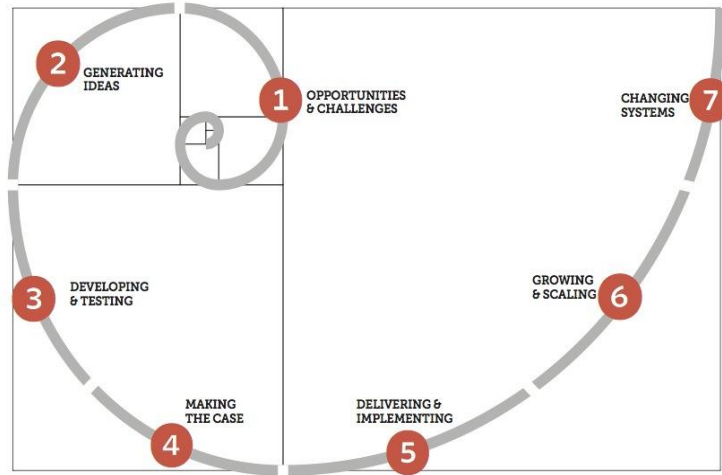 1
OPPORTUNITIES
& CHALLENGES
2
GENERATING
IDEAS
3
DEVELOPING
& TESTING
4
MAKING
THE CASE
5
DELIVERING &
IMPLEMENTING
6
GROWING
& SCALING
7
CHANGING
SYSTEMS